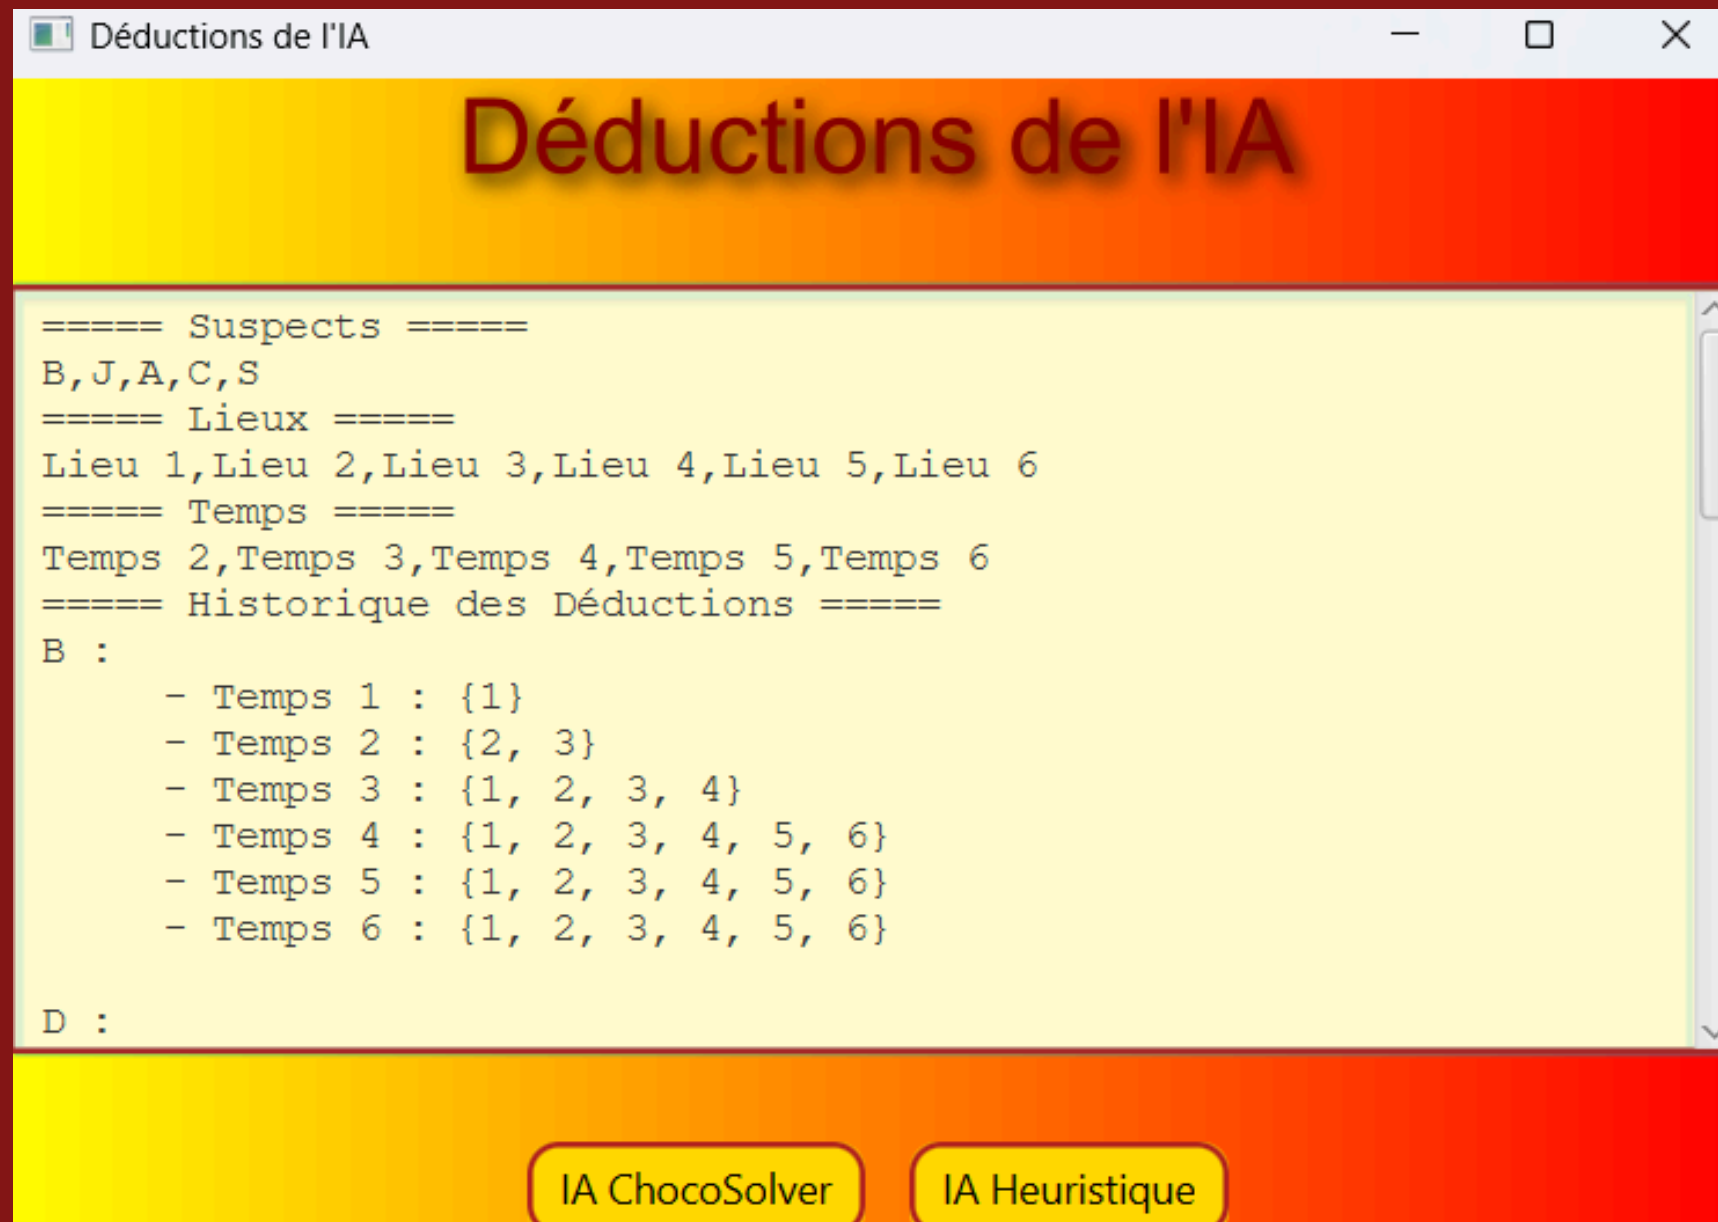 Déductions de l'IA
Déductions de l'IA
===== Suspects =====
B,J,A,C,S
===== Lieux =====
Lieu 1,Lieu 2,Lieu 3,Lieu 4,Lieu 5,Lieu 6
===== Temps =====
Temps 2,Temps 3,Temps 4,Temps 5,Temps 6
===== Historique des Déductions =====
B :
- Temps 1 : {1}
- Temps 2 : {2, 3}
- Temps 3 : {1, 2, 3, 4}
- Temps 4 : {1, 2, 3, 4, 5, 6}
- Temps 5 : {1, 2, 3, 4, 5, 6}
- Temps 6 : {1, 2, 3, 4, 5, 6}
D :
IA ChocoSolver
IA Heuristique